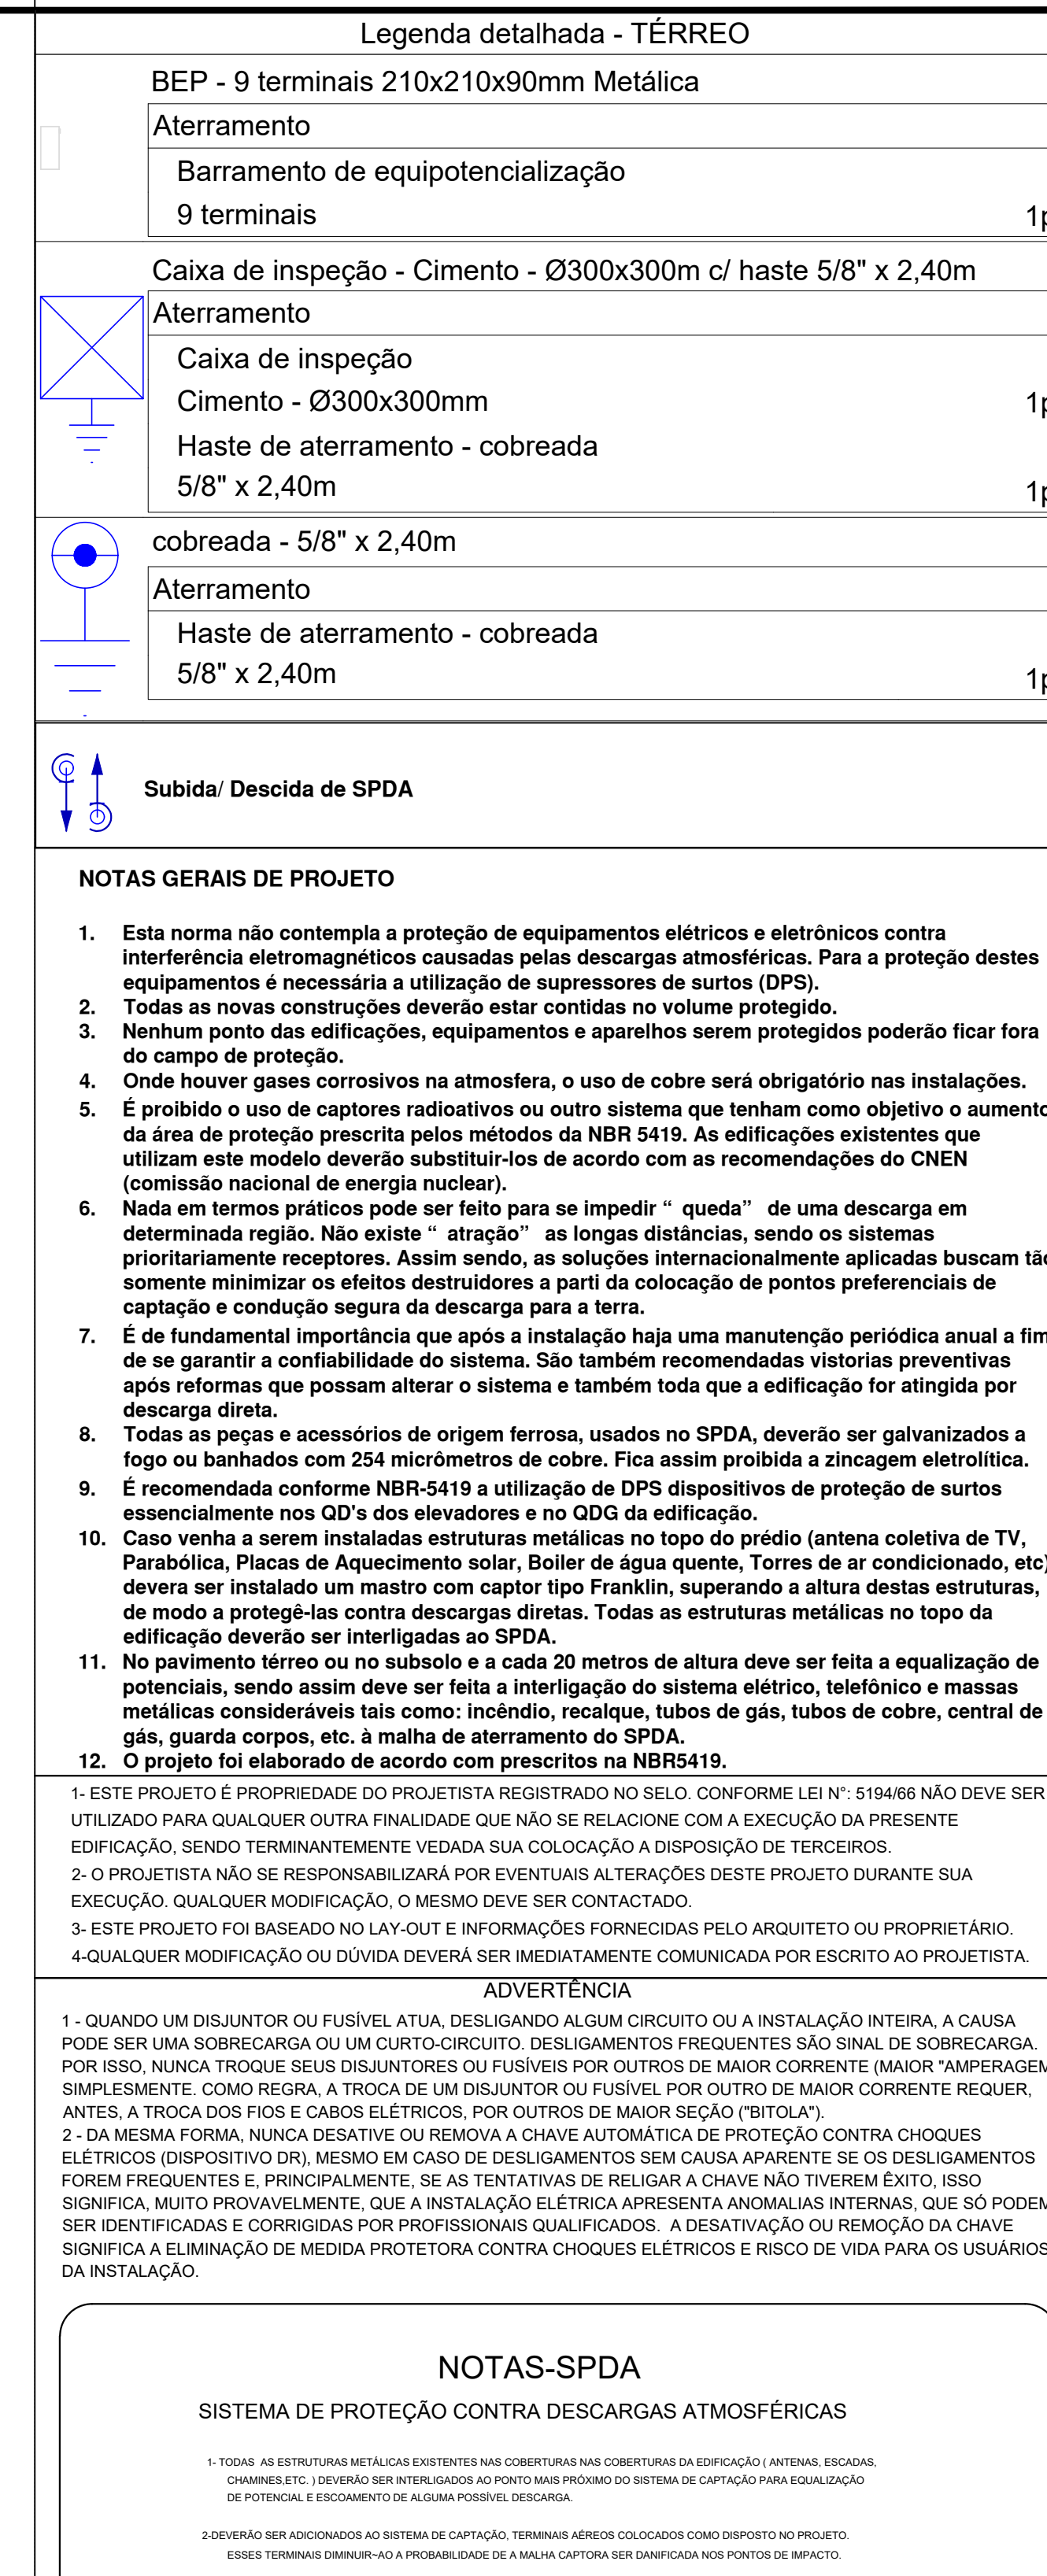 Legenda detalhada - TÉRREO
BEP - 9 terminais 210x210x90mm Metálica
Aterramento
Barramento de equipotencialização
9 terminais 1p
Caixa de inspeção - Cimento - Ø300x300m c/ haste 5/8" x 2,40m
Aterramento
Caixa de inspeção
Cimento - Ø300x300mm 1p
Haste de aterramento - cobreada
5/8" x 2,40m 1p
cobreada - 5/8" x 2,40m
Aterramento
Haste de aterramento - cobreada
5/8" x 2,40m 1p
Subida/ Descida de SPDA
NOTAS GERAIS DE PROJETO
1. Esta norma não contempla a proteção de equipamentos elétricos e eletrônicos contra
interferência eletromagnéticos causadas pelas descargas atmosféricas. Para a proteção destes
equipamentos é necessária a utilização de supressores de surtos (DPS).
2. Todas as novas construções deverão estar contidas no volume protegido.
3. Nenhum ponto das edificações, equipamentos e aparelhos serem protegidos poderão ficar fora
do campo de proteção.
4. Onde houver gases corrosivos na atmosfera, o uso de cobre será obrigatório nas instalações.
5. É proibido o uso de captores radioativos ou outro sistema que tenham como objetivo o aumento
da área de proteção prescrita pelos métodos da NBR 5419. As edificações existentes que
utilizam este modelo deverão substituir-los de acordo com as recomendações do CNEN
(comissão nacional de energia nuclear).
6. Nada em termos práticos pode ser feito para se impedir “ queda” de uma descarga em
determinada região. Não existe “ atração” as longas distâncias, sendo os sistemas
prioritariamente receptores. Assim sendo, as soluções internacionalmente aplicadas buscam tão
somente minimizar os efeitos destruidores a parti da colocação de pontos preferenciais de
captação e condução segura da descarga para a terra.
7. É de fundamental importância que após a instalação haja uma manutenção periódica anual a fim
de se garantir a confiabilidade do sistema. São também recomendadas vistorias preventivas
após reformas que possam alterar o sistema e também toda que a edificação for atingida por
descarga direta.
8. Todas as peças e acessórios de origem ferrosa, usados no SPDA, deverão ser galvanizados a
fogo ou banhados com 254 micrômetros de cobre. Fica assim proibida a zincagem eletrolítica.
9. É recomendada conforme NBR-5419 a utilização de DPS dispositivos de proteção de surtos
essencialmente nos QD's dos elevadores e no QDG da edificação.
10. Caso venha a serem instaladas estruturas metálicas no topo do prédio (antena coletiva de TV,
Parabólica, Placas de Aquecimento solar, Boiler de água quente, Torres de ar condicionado, etc)
devera ser instalado um mastro com captor tipo Franklin, superando a altura destas estruturas,
de modo a protegê-las contra descargas diretas. Todas as estruturas metálicas no topo da
edificação deverão ser interligadas ao SPDA.
11. No pavimento térreo ou no subsolo e a cada 20 metros de altura deve ser feita a equalização de
potenciais, sendo assim deve ser feita a interligação do sistema elétrico, telefônico e massas
metálicas consideráveis tais como: incêndio, recalque, tubos de gás, tubos de cobre, central de
gás, guarda corpos, etc. à malha de aterramento do SPDA.
12. O projeto foi elaborado de acordo com prescritos na NBR5419.
1- ESTE PROJETO É PROPRIEDADE DO PROJETISTA REGISTRADO NO SELO. CONFORME LEI N°: 5194/66 NÃO DEVE SER
UTILIZADO PARA QUALQUER OUTRA FINALIDADE QUE NÃO SE RELACIONE COM A EXECUÇÃO DA PRESENTE
EDIFICAÇÃO, SENDO TERMINANTEMENTE VEDADA SUA COLOCAÇÃO A DISPOSIÇÃO DE TERCEIROS.
2- O PROJETISTA NÃO SE RESPONSABILIZARÁ POR EVENTUAIS ALTERAÇÕES DESTE PROJETO DURANTE SUA
EXECUÇÃO. QUALQUER MODIFICAÇÃO, O MESMO DEVE SER CONTACTADO.
3- ESTE PROJETO FOI BASEADO NO LAY-OUT E INFORMAÇÕES FORNECIDAS PELO ARQUITETO OU PROPRIETÁRIO.
4-QUALQUER MODIFICAÇÃO OU DÚVIDA DEVERÁ SER IMEDIATAMENTE COMUNICADA POR ESCRITO AO PROJETISTA.
ADVERTÊNCIA
1 - QUANDO UM DISJUNTOR OU FUSÍVEL ATUA, DESLIGANDO ALGUM CIRCUITO OU A INSTALAÇÃO INTEIRA, A CAUSA
PODE SER UMA SOBRECARGA OU UM CURTO-CIRCUITO. DESLIGAMENTOS FREQUENTES SÃO SINAL DE SOBRECARGA.
POR ISSO, NUNCA TROQUE SEUS DISJUNTORES OU FUSÍVEIS POR OUTROS DE MAIOR CORRENTE (MAIOR "AMPERAGEM
SIMPLESMENTE. COMO REGRA, A TROCA DE UM DISJUNTOR OU FUSÍVEL POR OUTRO DE MAIOR CORRENTE REQUER,
ANTES, A TROCA DOS FIOS E CABOS ELÉTRICOS, POR OUTROS DE MAIOR SEÇÃO ("BITOLA").
2 - DA MESMA FORMA, NUNCA DESATIVE OU REMOVA A CHAVE AUTOMÁTICA DE PROTEÇÃO CONTRA CHOQUES
ELÉTRICOS (DISPOSITIVO DR), MESMO EM CASO DE DESLIGAMENTOS SEM CAUSA APARENTE SE OS DESLIGAMENTOS
FOREM FREQUENTES E, PRINCIPALMENTE, SE AS TENTATIVAS DE RELIGAR A CHAVE NÃO TIVEREM ÊXITO, ISSO
SIGNIFICA, MUITO PROVAVELMENTE, QUE A INSTALAÇÃO ELÉTRICA APRESENTA ANOMALIAS INTERNAS, QUE SÓ PODEM
SER IDENTIFICADAS E CORRIGIDAS POR PROFISSIONAIS QUALIFICADOS. A DESATIVAÇÃO OU REMOÇÃO DA CHAVE
SIGNIFICA A ELIMINAÇÃO DE MEDIDA PROTETORA CONTRA CHOQUES ELÉTRICOS E RISCO DE VIDA PARA OS USUÁRIOS
DA INSTALAÇÃO.
NOTAS-SPDA
SISTEMA DE PROTEÇÃO CONTRA DESCARGAS ATMOSFÉRICAS
1- TODAS AS ESTRUTURAS METÁLICAS EXISTENTES NAS COBERTURAS NAS COBERTURAS DA EDIFICAÇÃO ( ANTENAS, ESCADAS,
CHAMINES,ETC. ) DEVERÃO SER INTERLIGADOS AO PONTO MAIS PRÓXIMO DO SISTEMA DE CAPTAÇÃO PARA EQUALIZAÇÃO
DE POTENCIAL E ESCOAMENTO DE ALGUMA POSSÍVEL DESCARGA.
2-DEVERÃO SER ADICIONADOS AO SISTEMA DE CAPTAÇÃO, TERMINAIS AÉREOS COLOCADOS COMO DISPOSTO NO PROJETO.
ESSES TERMINAIS DIMINUIR~AO A PROBABILIDADE DE A MALHA CAPTORA SER DANIFICADA NOS PONTOS DE IMPACTO.